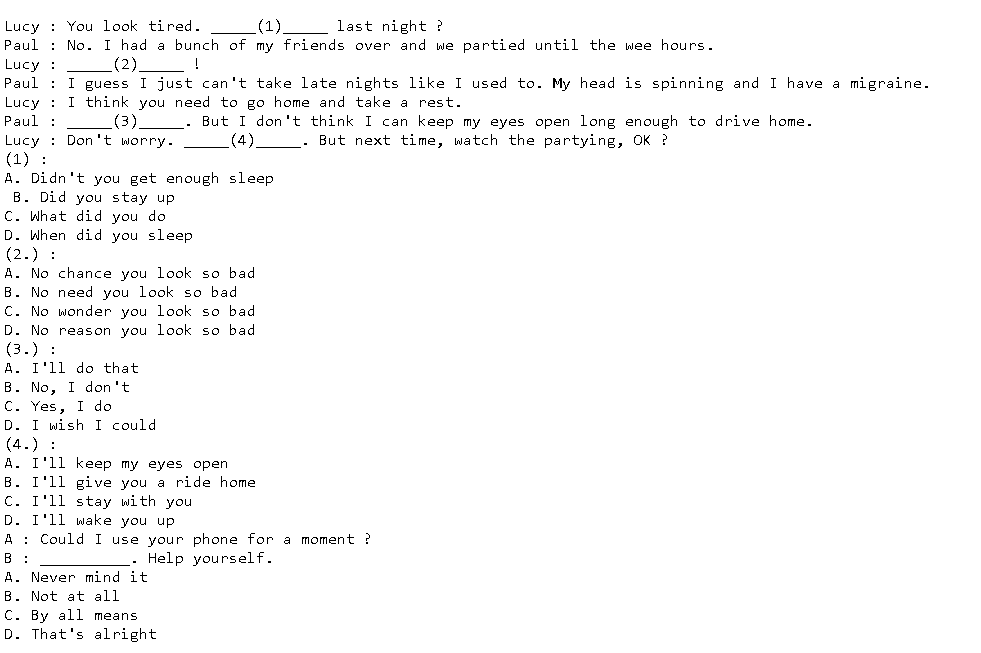 Lucy : You look tired. _____(1)_____ last night ?
Paul : No. I had a bunch of my friends over and we partied until the wee hours.
Lucy : _____(2)_____ !
Paul : I guess I just can't take late nights like I used to. My head is spinning and I have a migraine.
Lucy : I think you need to go home and take a rest.
Paul : _____(3)_____. But I don't think I can keep my eyes open long enough to drive home.
Lucy : Don't worry. _____(4)_____. But next time, watch the partying, OK ?
(1) :
A. Didn't you get enough sleep
B. Did you stay up
C. What did you do
D. When did you sleep
(2.) :
A. No chance you look so bad
B. No need you look so bad
C. No wonder you look so bad
D. No reason you look so bad
(3.) :
A. I'll do that
B. No, I don't
C. Yes, I do
D. I wish I could
(4.) :
A. I'll keep my eyes open
B. I'll give you a ride home
C. I'll stay with you
D. I'll wake you up
A : Could I use your phone for a moment ?
B : __________. Help yourself.
A. Never mind it
B. Not at all
C. By all means
D. That's alright